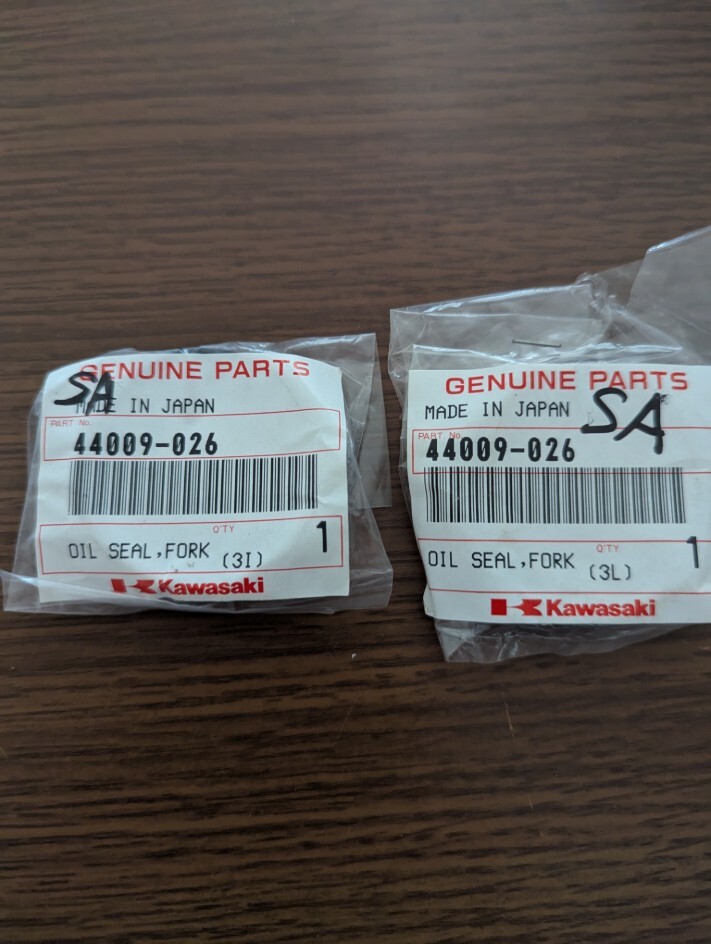 GENUINE PARTS
SA
MADE IN JAPAN
PART No.
44009-026
Q'TY
1
OIL SEAL,FORK (3I)
Kawasaki
GENUINE PARTS
MADE IN JAPAN
SA
PART No.
44009-026
Q'TY
1
OIL SEAL,FORK (3L)
Kawasaki